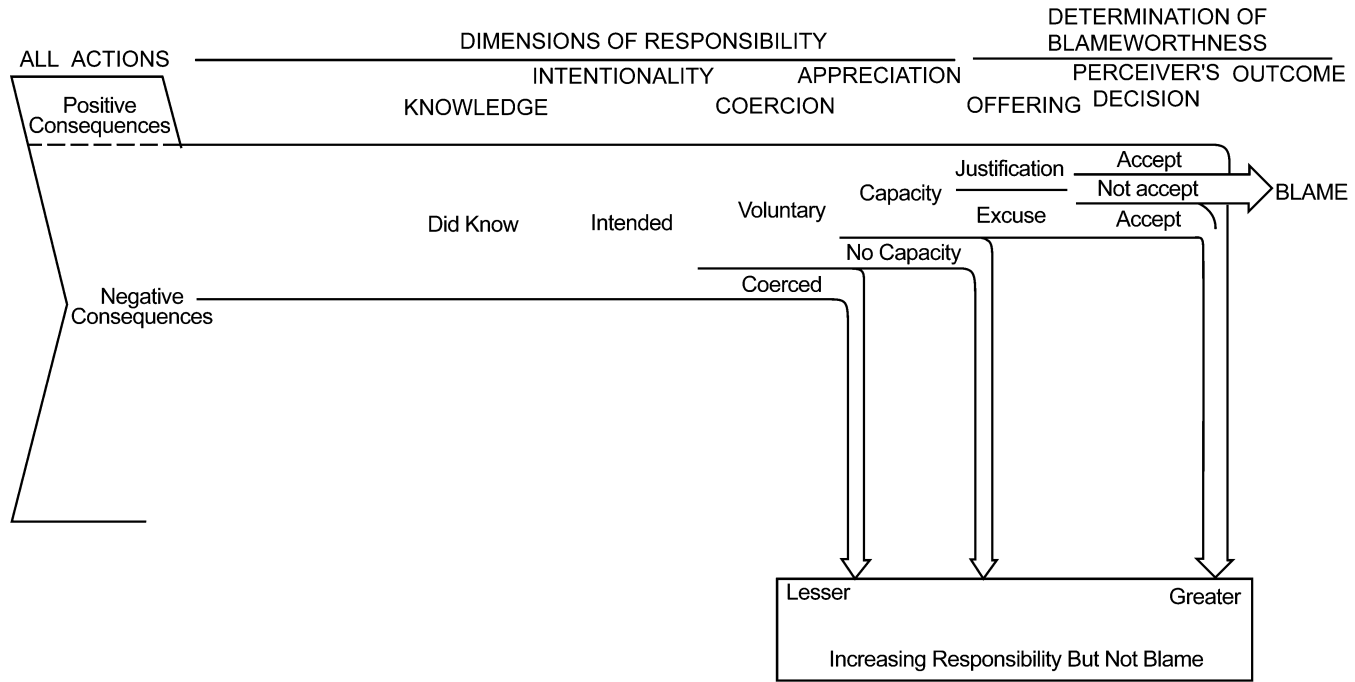 ALL ACTIONS
DIMENSIONS OF RESPONSIBILITY
DETERMINATION OF
BLAMEWORTHNESS
INTENTIONALITY
APPRECIATION
PERCEIVER'S
DECISION
OUTCOME
KNOWLEDGE
COERCION
OFFERING
Positive
Consequences
Accept
Justification
Not accept
BLAME
Capacity
Voluntary
Excuse
Accept
Did Know
Intended
No Capacity
Coerced
Negative
Consequences
Lesser
Greater
Increasing Responsibility But Not Blame